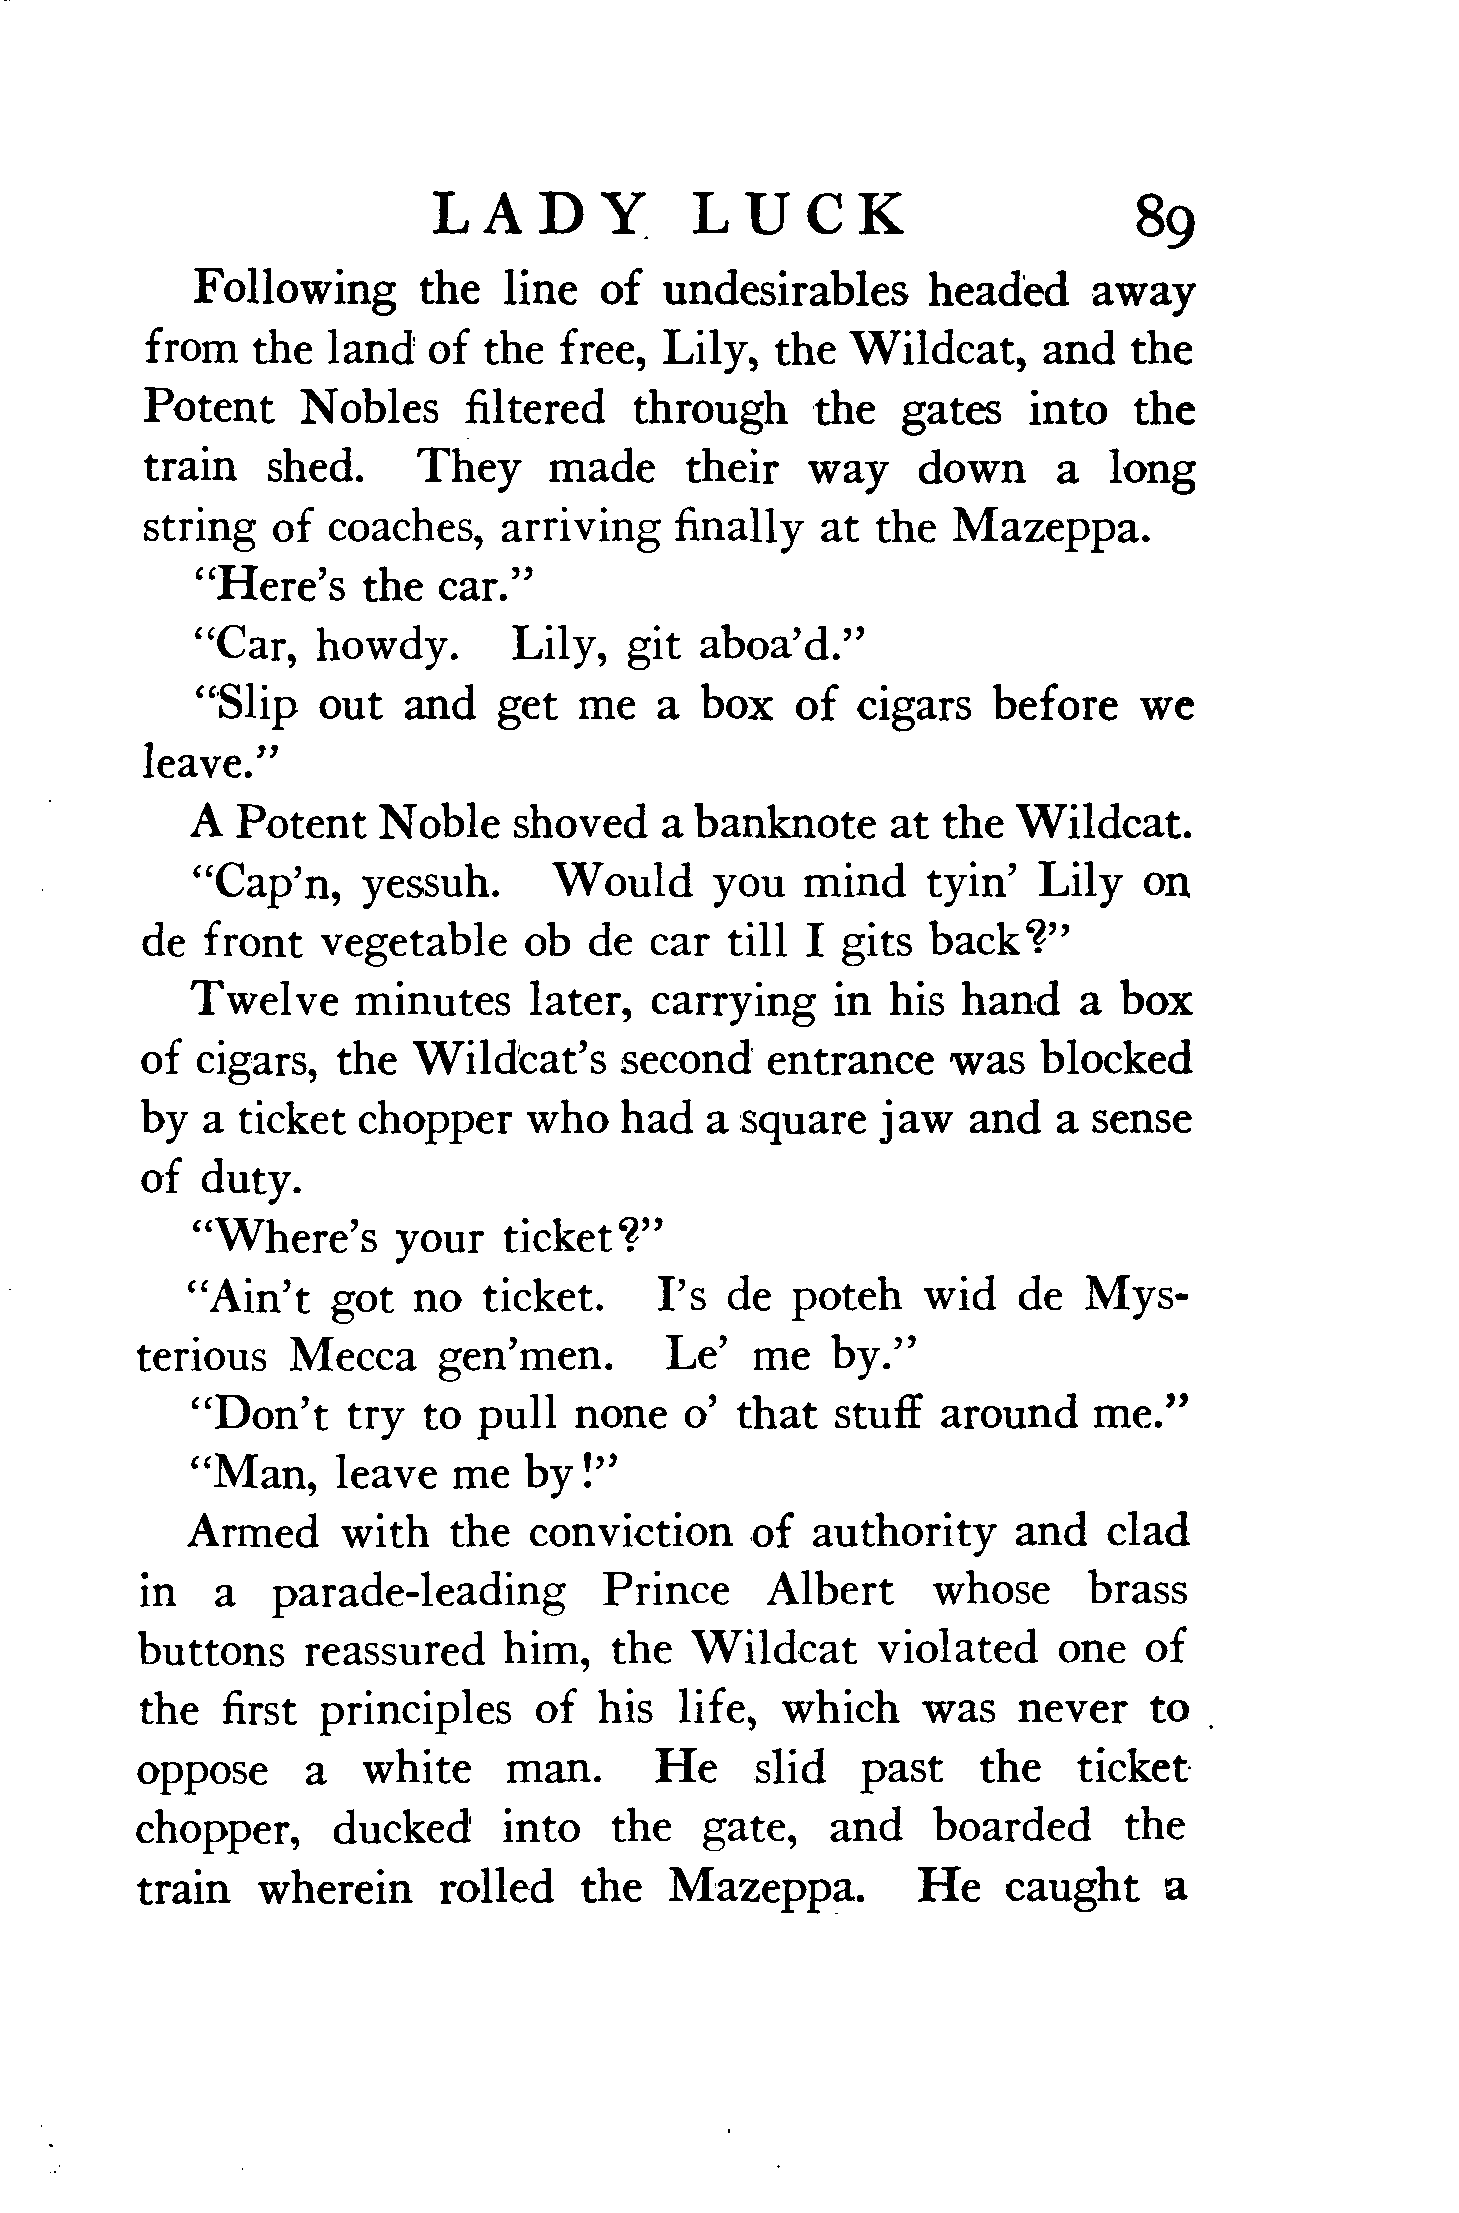 LADY LUCK 89
Following the line of undesirables headed away
from the land of the free, Lily, the Wildcat, and the
Potent Nobles filtered through the gates into the
train shed. They made their way down a long
string of coaches, arriving finally at the Mazeppa.
"Here's the car."
"Car, howdy. Lily, git aboa'd."
"Slip out and get me a box of cigars before we
leave."
A Potent Noble shoved a banknote at the Wildcat.
"Cap'n, yessuh. Would you mind tyin' Lily on
de front vegetable ob de car till I gits back?"
Twelve minutes later, carrying in his hand a box
of cigars, the Wildcat's second entrance was blocked
by a ticket chopper who had a square jaw and a sense
of duty.
"Where's your ticket?"
"Ain't got no ticket. I's de poteh wid de Mys-
terious Mecca gen'men. Le' me by."
"Don't try to pull none o' that stuff around me."
"Man, leave me by!"
Armed with the conviction of authority and clad
in a parade-leading Prince Albert whose brass
buttons reassured him, the Wildcat violated one of
the first principles of his life, which was never to
oppose a white man. He slid past the ticket
chopper, ducked into the gate, and boarded the
train wherein rolled the Mazeppa. He caught a